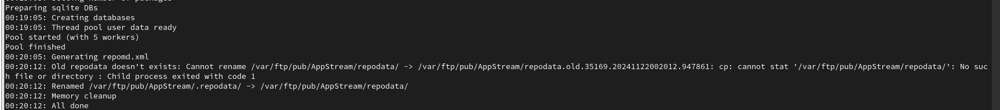 Preparing sqlite DBs
00:19:05: Creating databases
00:19:05: Thread pool user data ready
Pool started (with 5 workers)
Pool finished
00:20:05: Generating repomd.xml
00:20:12: Old repodata doesn't exists: Cannot rename /var/ftp/pub/AppStream/repodata/ -> /var/ftp/pub/AppStream/repodata.old.35169.20241122002012.947861: cp: cannot stat '/var/ftp/pub/AppStream/repodata/': No suc
h file or directory : Child process exited with code 1
00:20:12: Renamed /var/ftp/pub/AppStream/.repodata/ -> /var/ftp/pub/AppStream/repodata/
00:20:12: Memory cleanup
00:20:12: All done